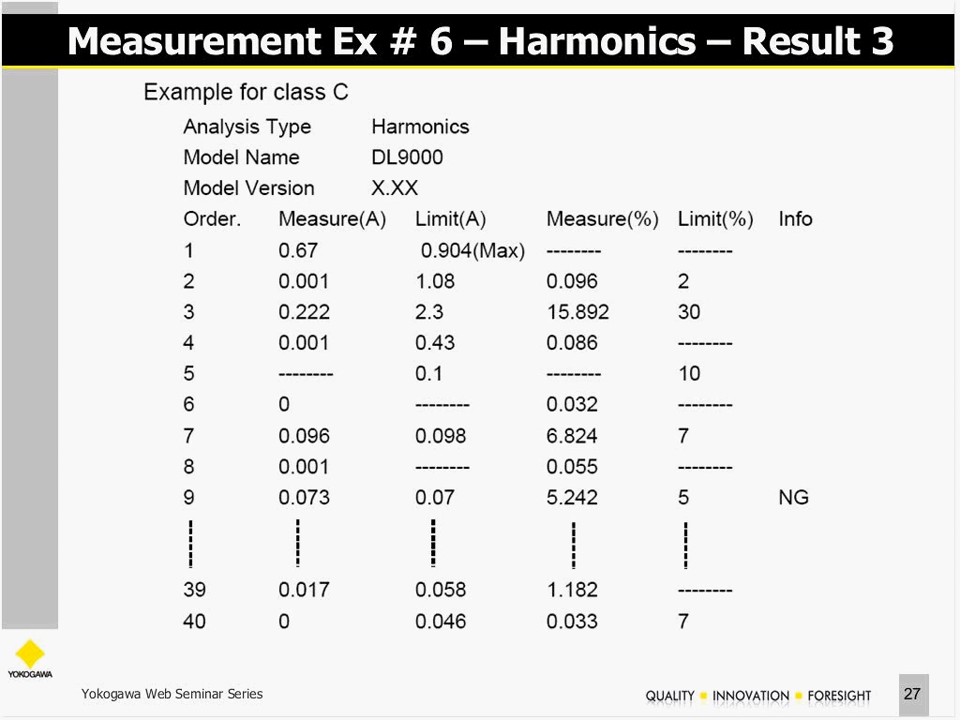 Measurement Ex # 6 – Harmonics – Result 3
Example for class C
Analysis Type Harmonics
Model Name DL9000
Model Version X.XX
Order. Measure(A) Limit(A) Measure(%) Limit(%) Info
1 0.67 0.904(Max) -------- --------
2 0.001 1.08 0.096 2
3 0.222 2.3 15.892 30
4 0.001 0.43 0.086 --------
5 -------- 0.1 -------- 10
6 0 -------- 0.032 --------
7 0.096 0.098 6.824 7
8 0.001 -------- 0.055 --------
9 0.073 0.07 5.242 5 NG
39 0.017 0.058 1.182 --------
40 0 0.046 0.033 7
YOKOGAWA
Yokogawa Web Seminar Series
QUALITY ■ INNOVATION ■ FORESIGHT
27